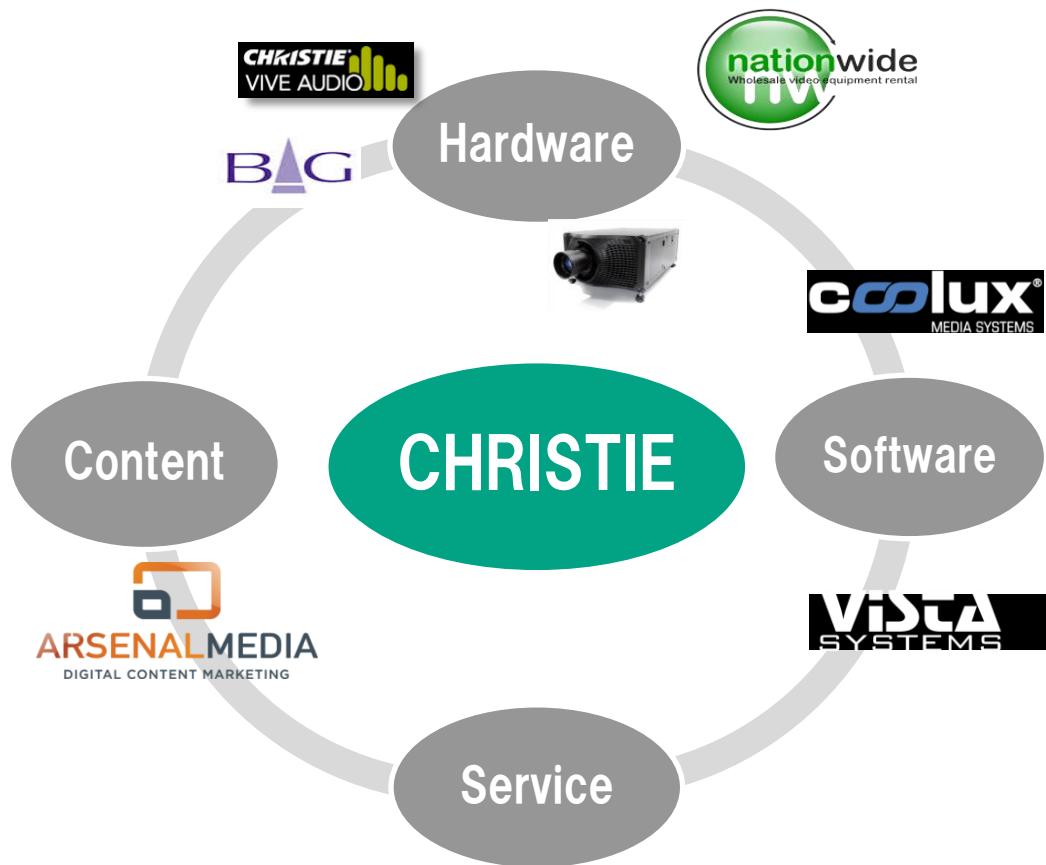 CHRISTIE
VIVE AUDIO
nationwide
Wholesale video equipment rental
nw
BAG
Hardware
coolux®
MEDIA SYSTEMS
Content
CHRISTIE
Software
ARSENALMEDIA
DIGITAL CONTENT MARKETING
ViSTA
SYSTEMS
Service